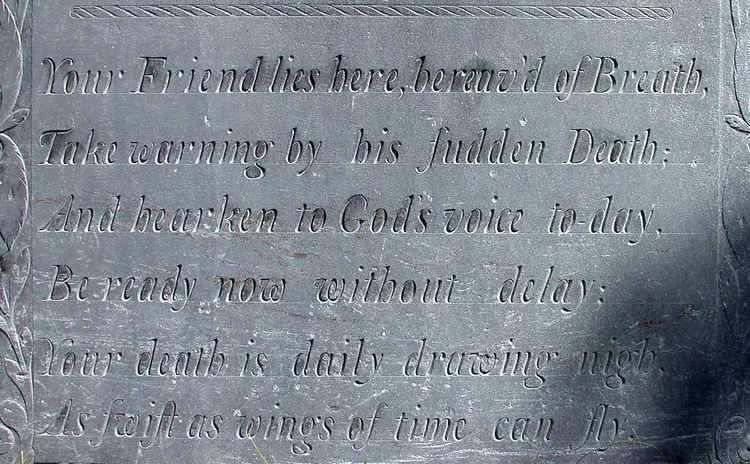 Your Friend lies here, bereav'd of Breath,
Take warning by his ſudden Death;
And hearken to God's voice to-day,
Be ready now without delay:
Your death is daily drawing nigh,
As ſwiſt as wings of time can fly.